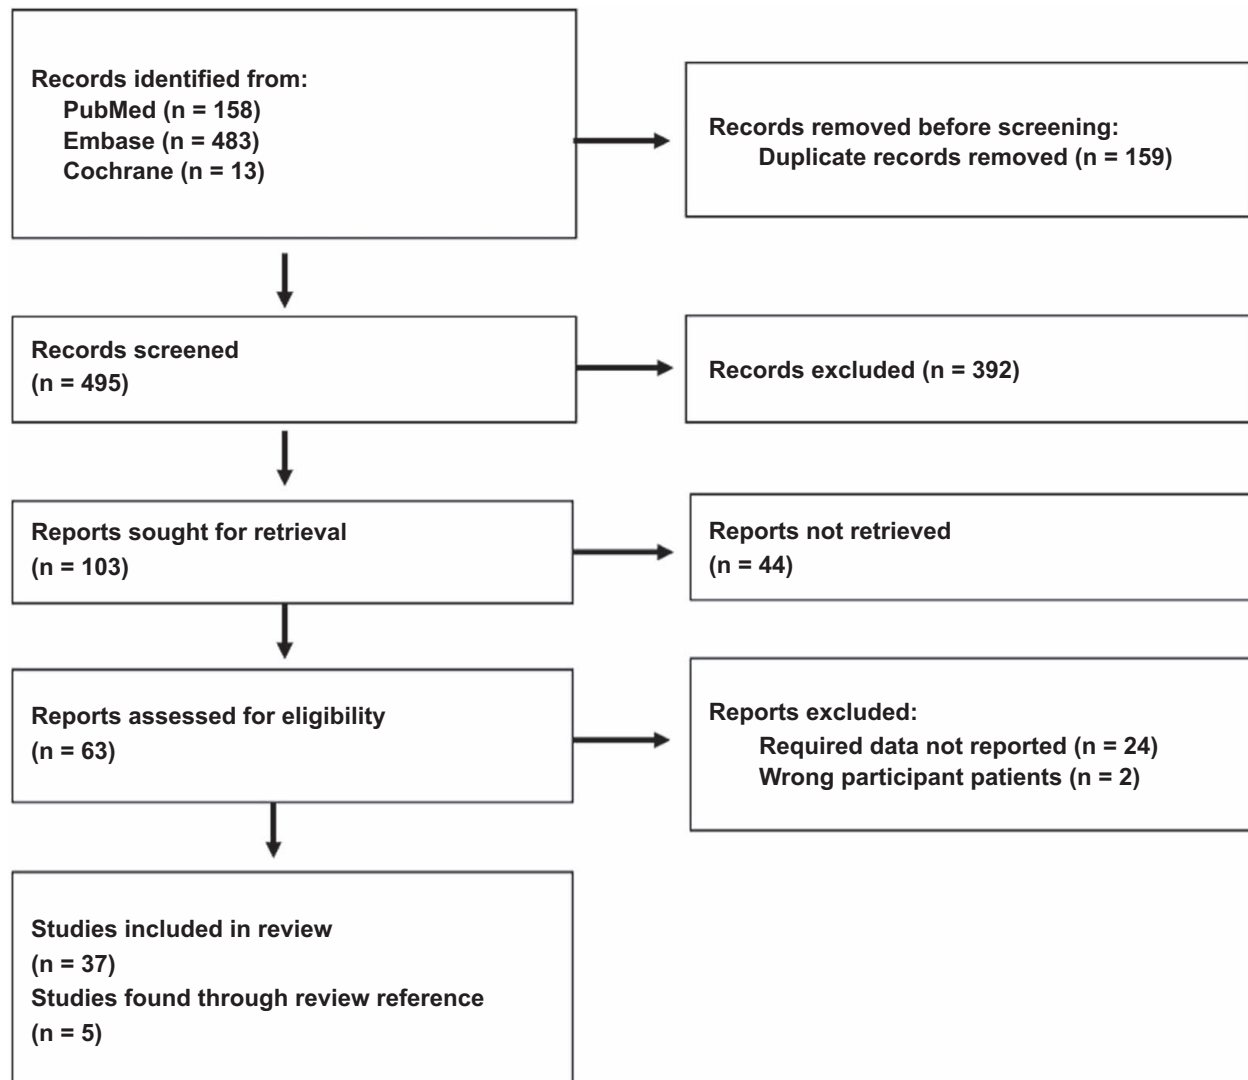 Records identified from:
PubMed (n = 158)
Embase (n = 483)
Cochrane (n = 13)
Records removed before screening:
Duplicate records removed (n = 159)
Records screened
(n = 495)
Records excluded (n = 392)
Reports sought for retrieval
(n = 103)
Reports not retrieved
(n = 44)
Reports assessed for eligibility
(n = 63)
Reports excluded:
Required data not reported (n = 24)
Wrong participant patients (n = 2)
Studies included in review
(n = 37)
Studies found through review reference
(n = 5)